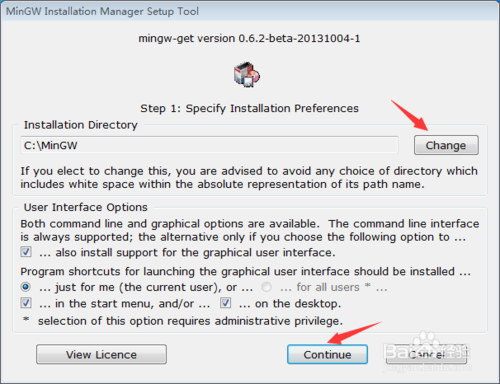 MinGW Installation Manager Setup Tool
mingw-get version 0.6.2-beta-20131004-1
Step 1: Specify Installation Preferences
Installation Directory
C:\MinGW
Change
If you elect to change this, you are advised to avoid any choice of directory which
includes white space within the absolute representation of its path name.
User Interface Options
Both command line and graphical options are available. The command line interface
is always supported; the alternative only if you choose the following option to ...
... also install support for the graphical user interface.
Program shortcuts for launching the graphical user interface should be installed ...
... just for me (the current user), or ... ... for all users * ...
... in the start menu, and/or ... ... on the desktop.
* selection of this option requires administrative privilege.
View Licence Continue Cancel